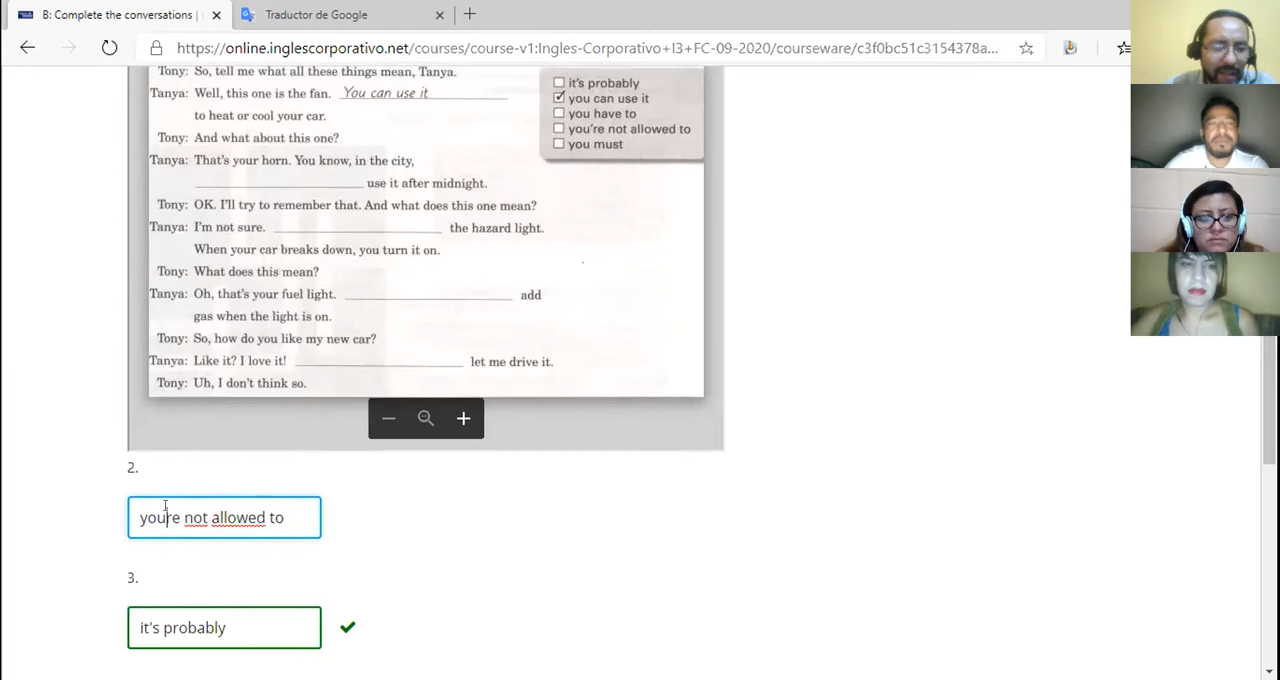 B: Complete the conversations |
Traductor de Google
https://online.inglescorporativo.net/courses/course-v1:Ingles-Corporativo+I3+FC-09-2020/courseware/c3f0bc51c3154378a...
Tony: So, tell me what all these things mean, Tanya.
Tanya: Well, this one is the fan. You can use it
to heat or cool your car.
Tony: And what about this one?
Tanya: That's your horn. You know, in the city,
use it after midnight.
Tony: OK. I'll try to remember that. And what does this one mean?
Tanya: I'm not sure. the hazard light.
When your car breaks down, you turn it on.
Tony: What does this mean?
Tanya: Oh, that's your fuel light. add
gas when the light is on.
Tony: So, how do you like my new car?
Tanya: Like it? I love it! let me drive it.
Tony: Uh, I don't think so.
it's probably
you can use it
you have to
you're not allowed to
you must
2.
youre not allowed to
3.
it's probably